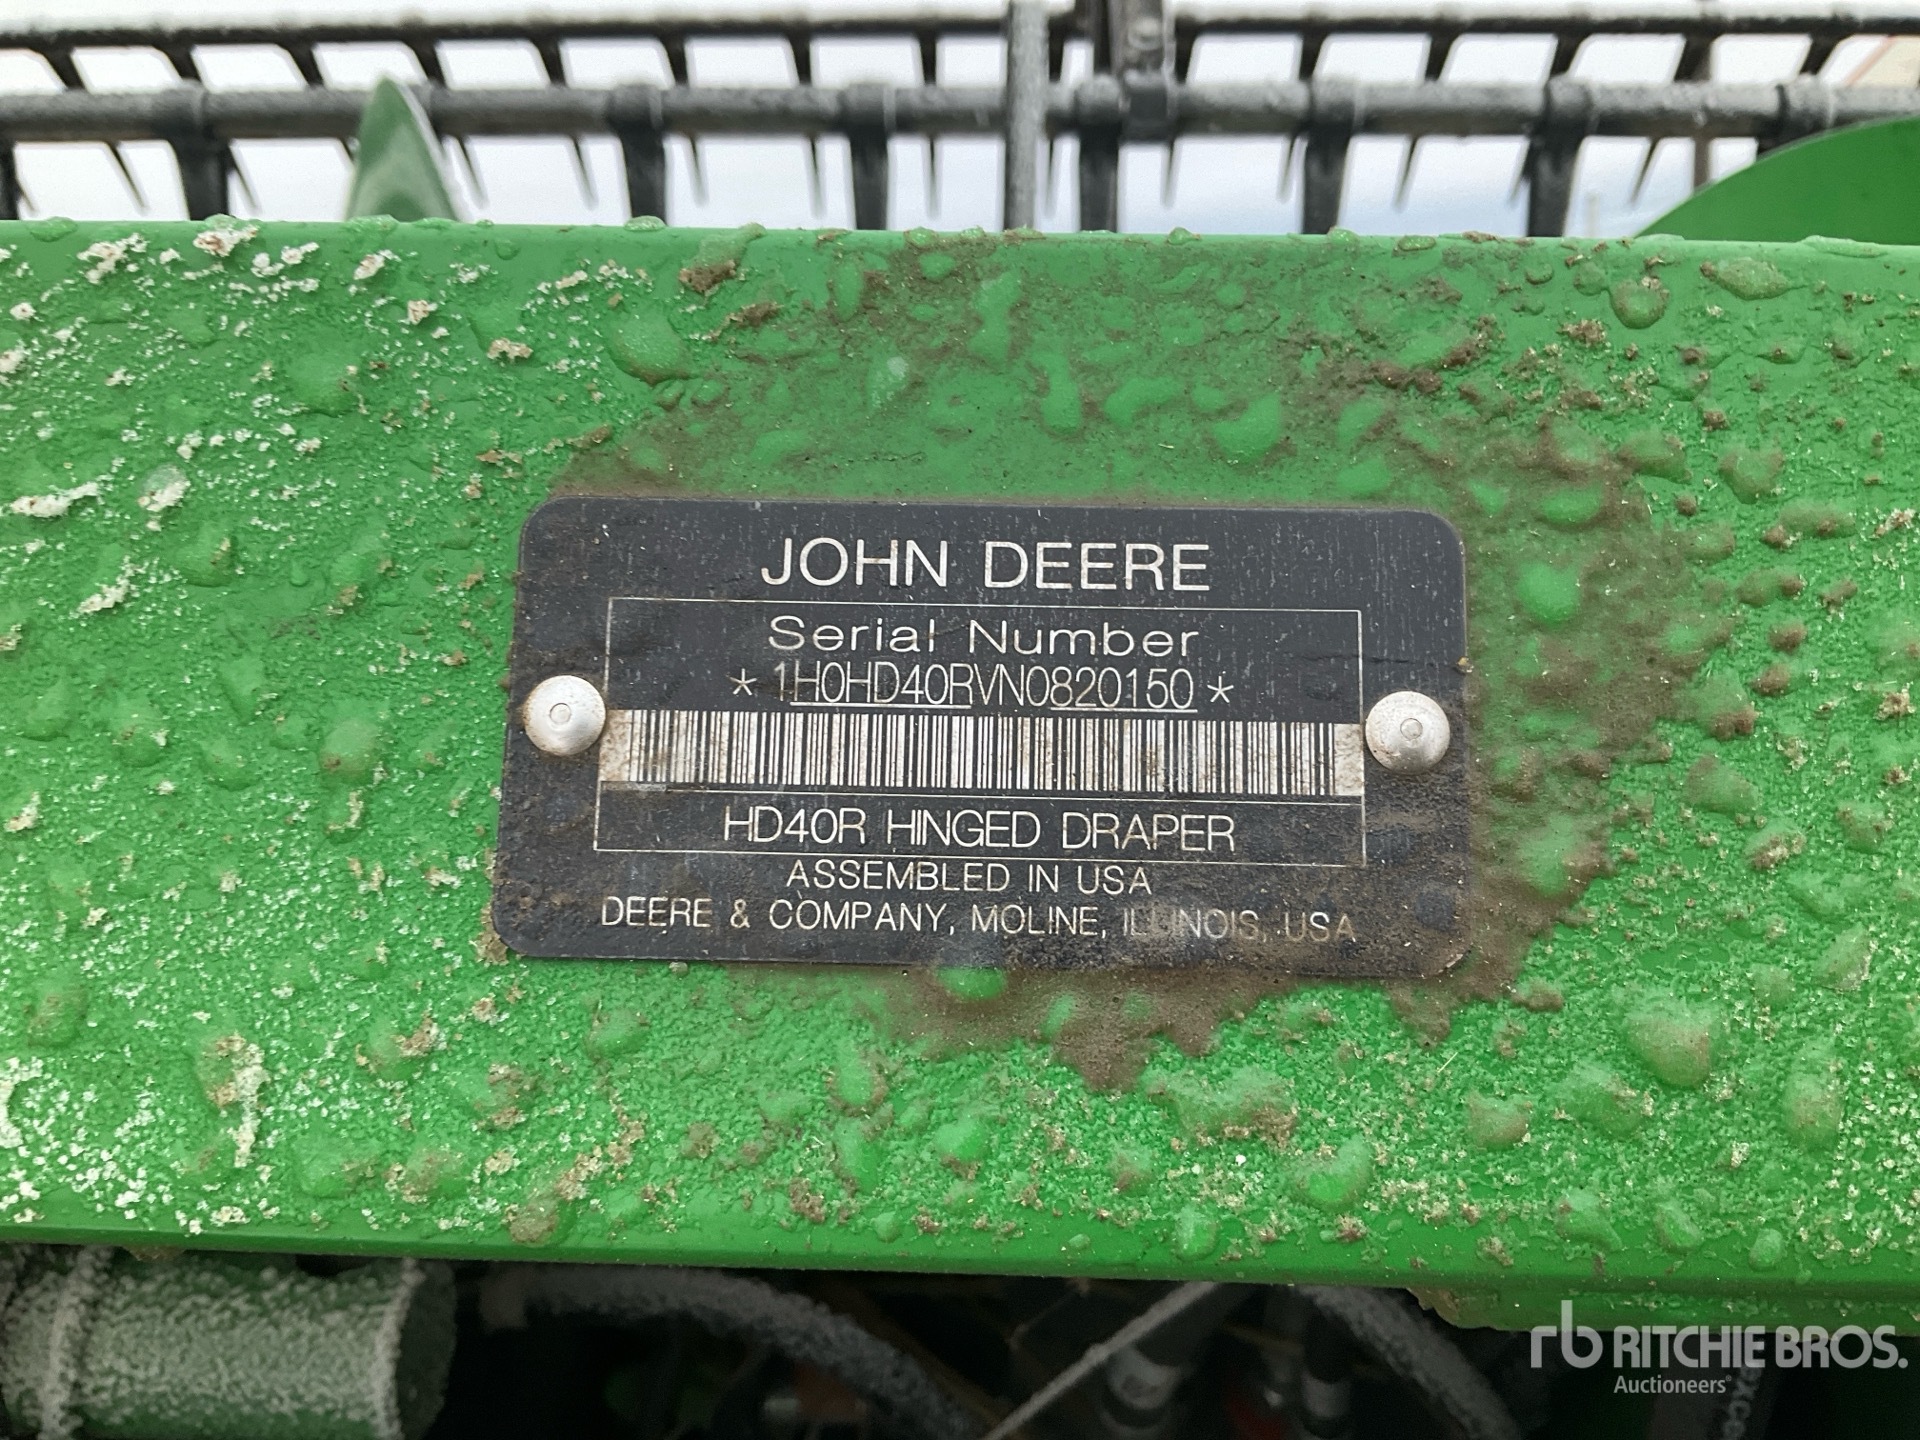 JOHN DEERE
Serial Number
*1H0HD40RVN0820150*
HD40R HINGED DRAPER
ASSEMBLED IN USA
DEERE & COMPANY, MOLINE, ILLINOIS, USA
rb RITCHIE BROS.
Auctioneers